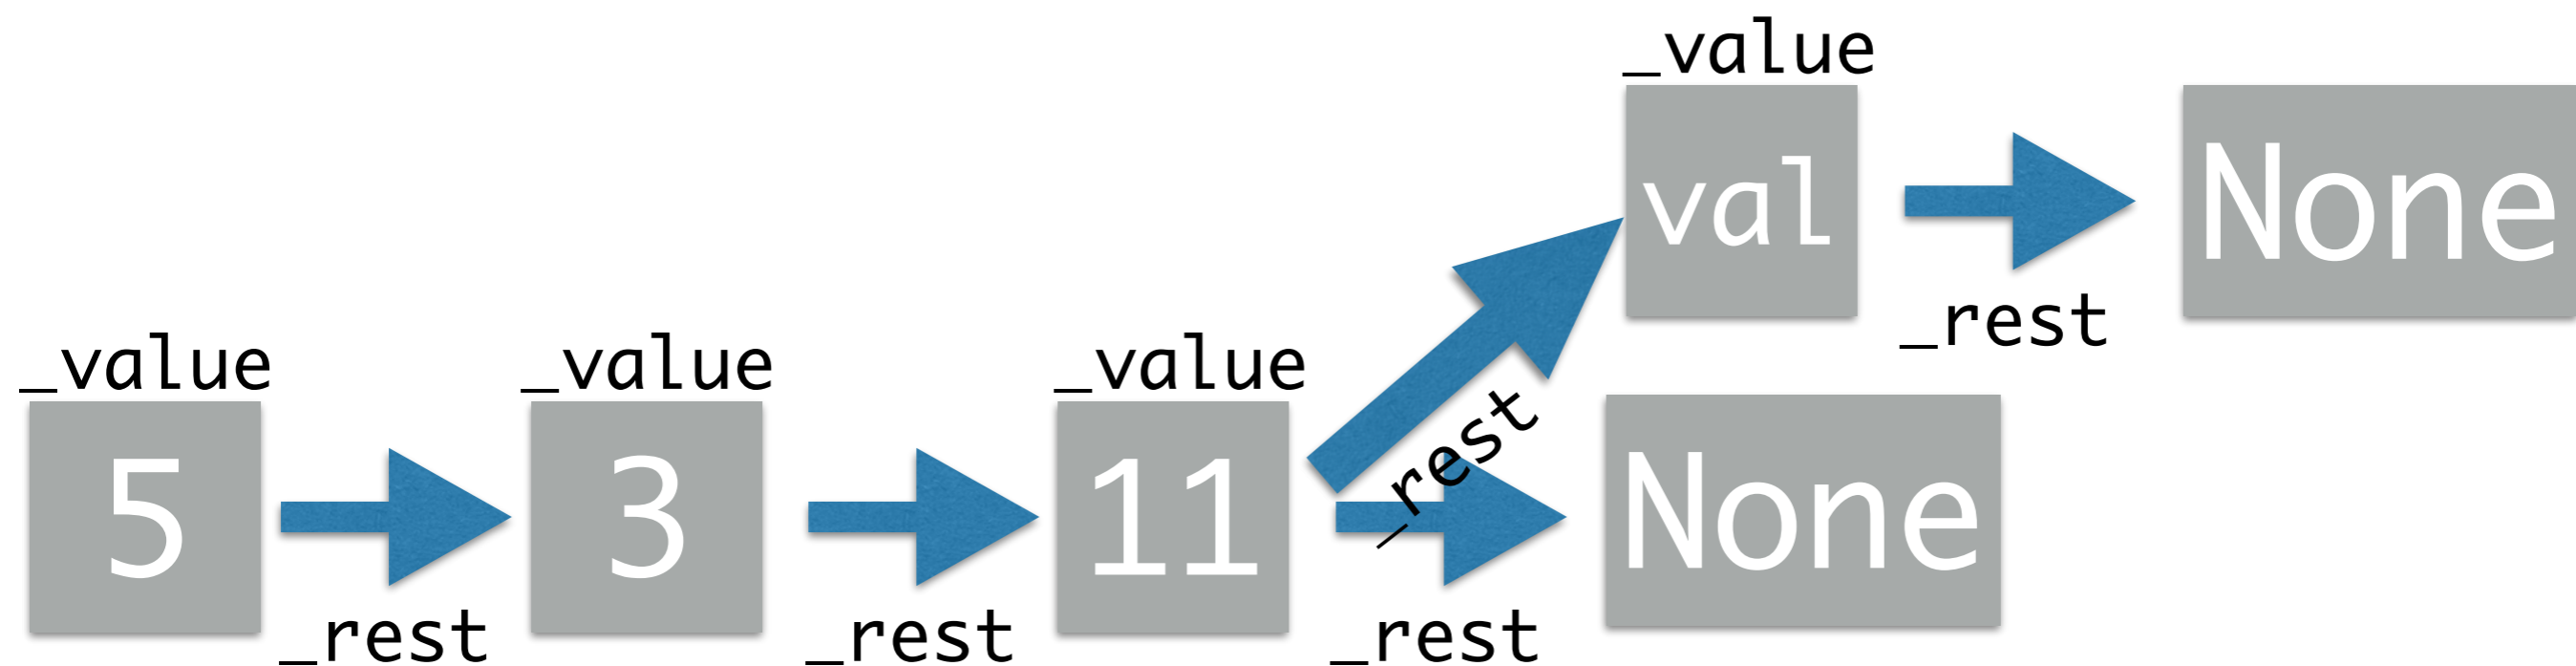 _value
val
None
_rest
_value
_value
_value
_rest
5
3
11
None
_rest
_rest
_rest